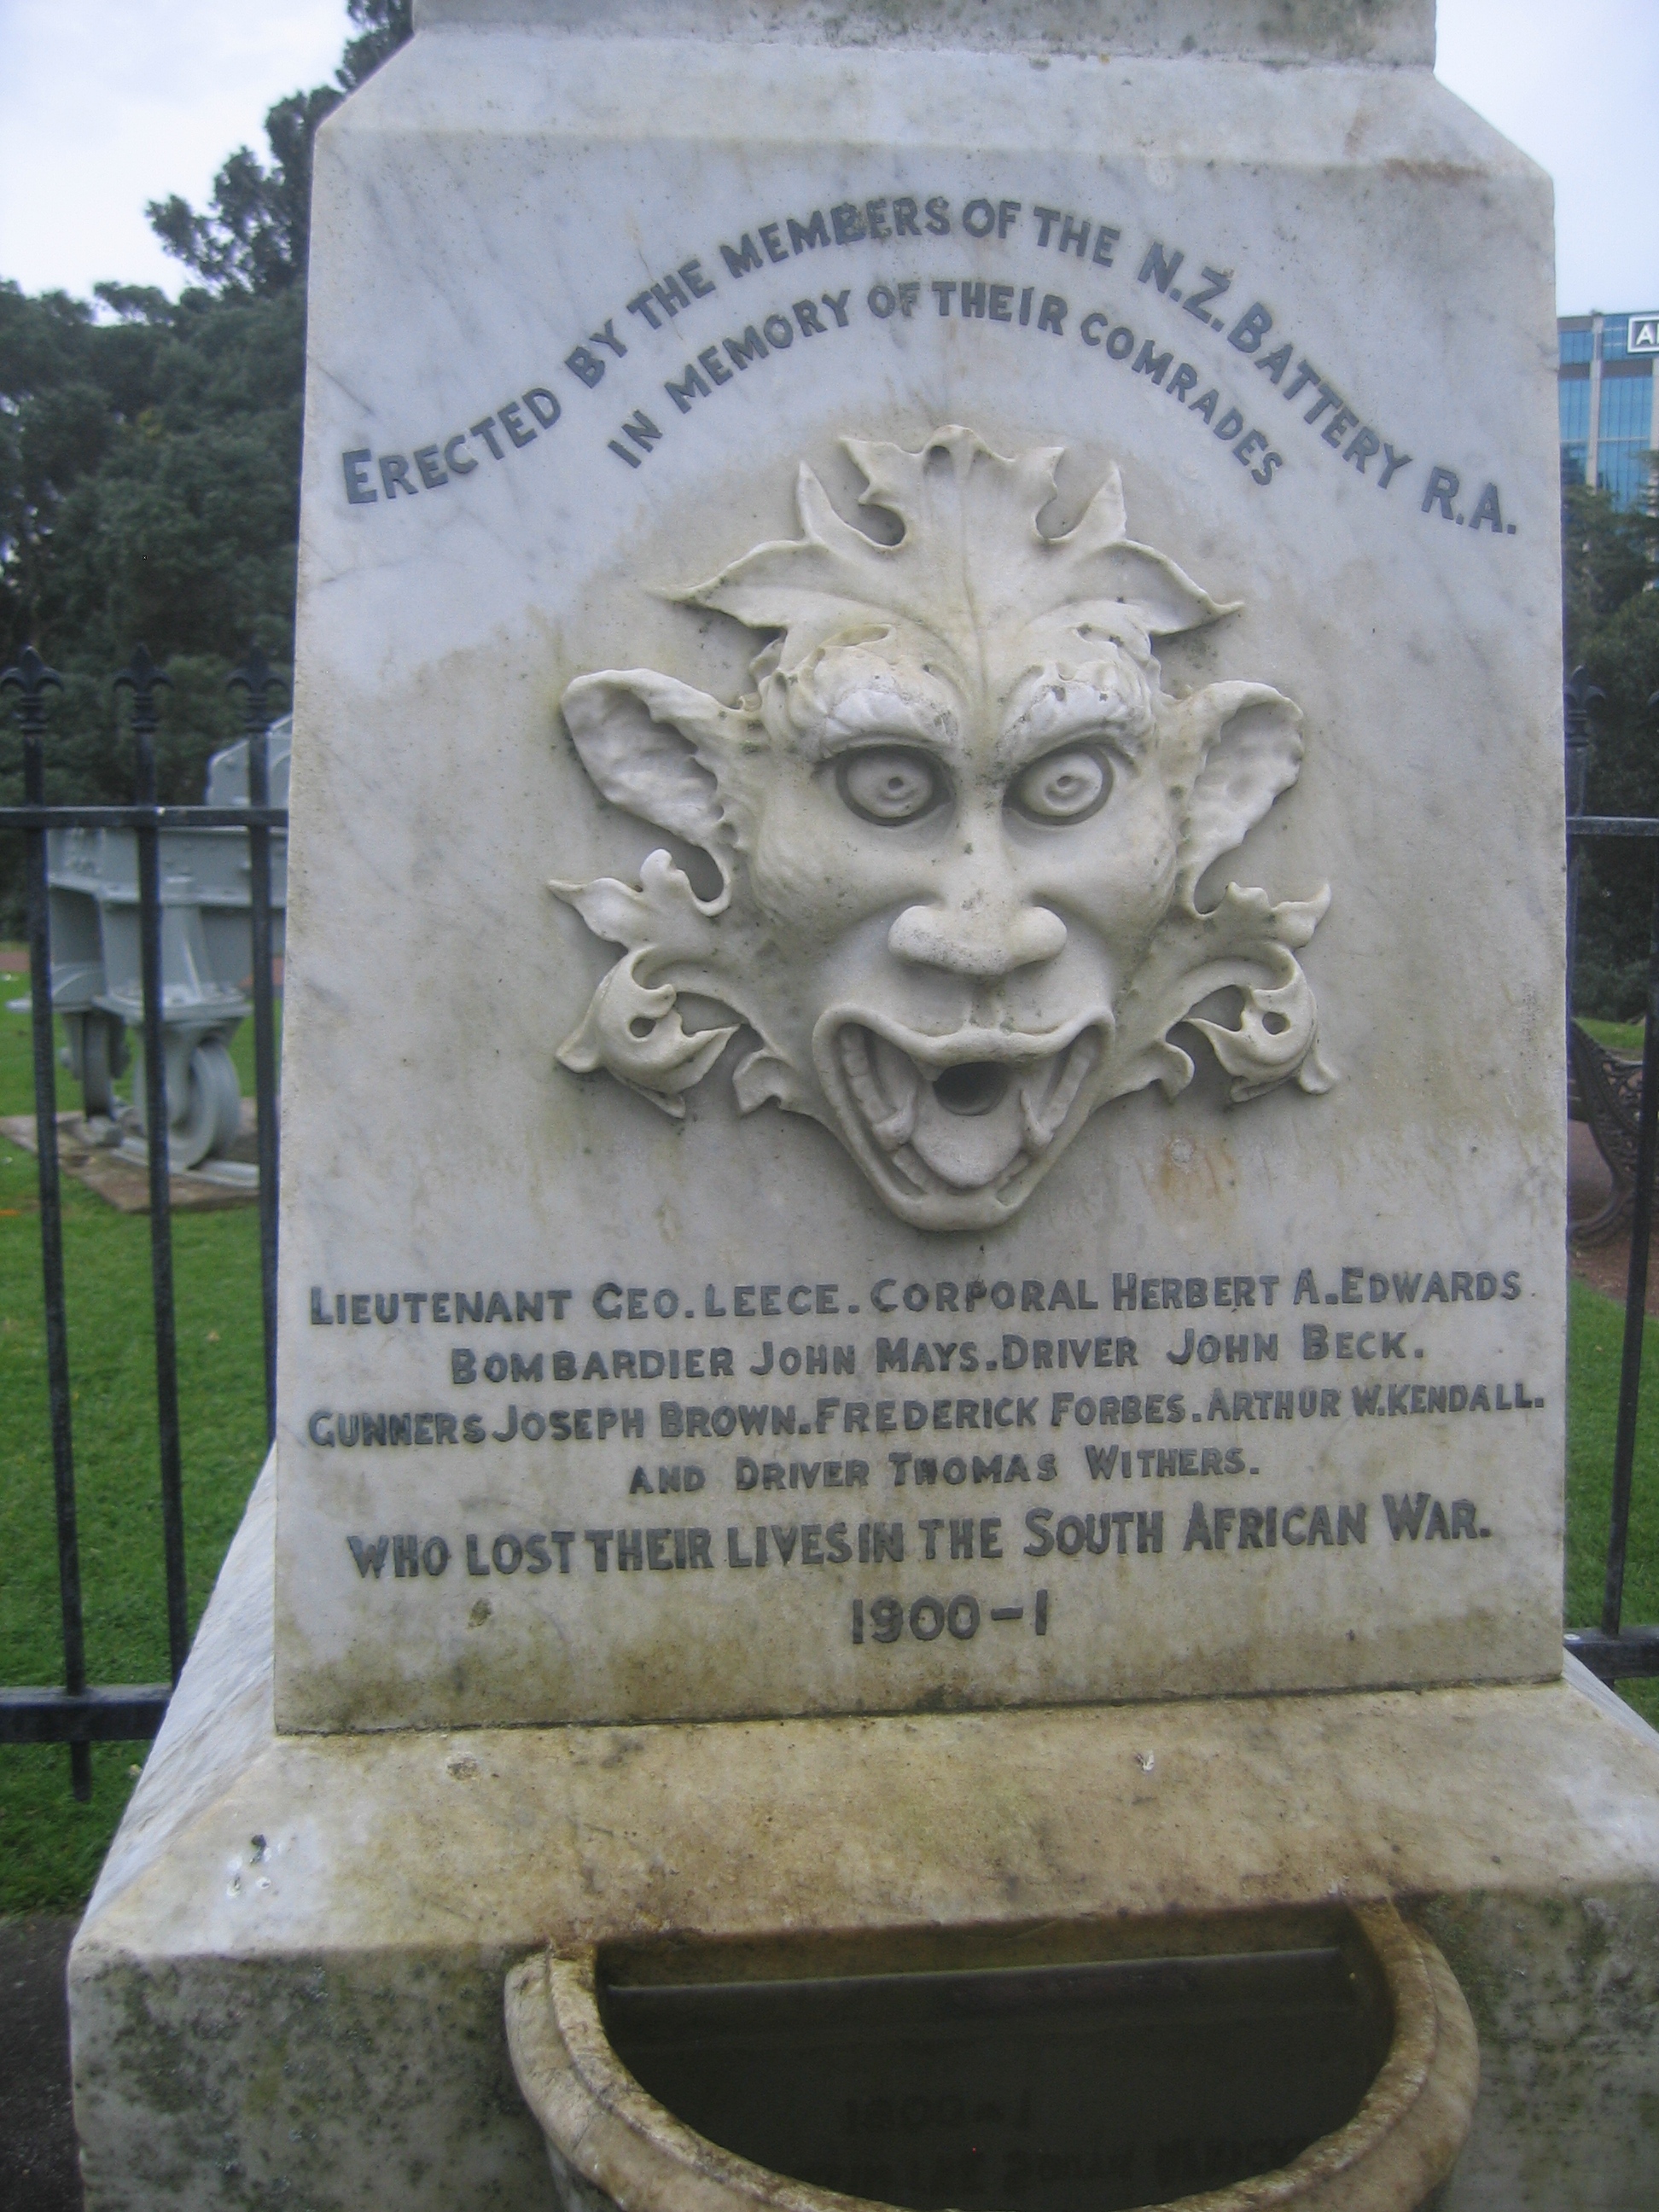 ERECTED BY THE MEMBERS OF THE N.Z. BATTERY R.A.
IN MEMORY OF THEIR COMRADES
LIEUTENANT GEO. LEECE. CORPORAL HERBERT A. EDWARDS
BOMBARDIER JOHN MAYS. DRIVER JOHN BECK.
GUNNERS JOSEPH BROWN. FREDERICK FORBES. ARTHUR W. KENDALL.
AND DRIVER THOMAS WITHERS.
WHO LOST THEIR LIVES IN THE SOUTH AFRICAN WAR.
1900-1